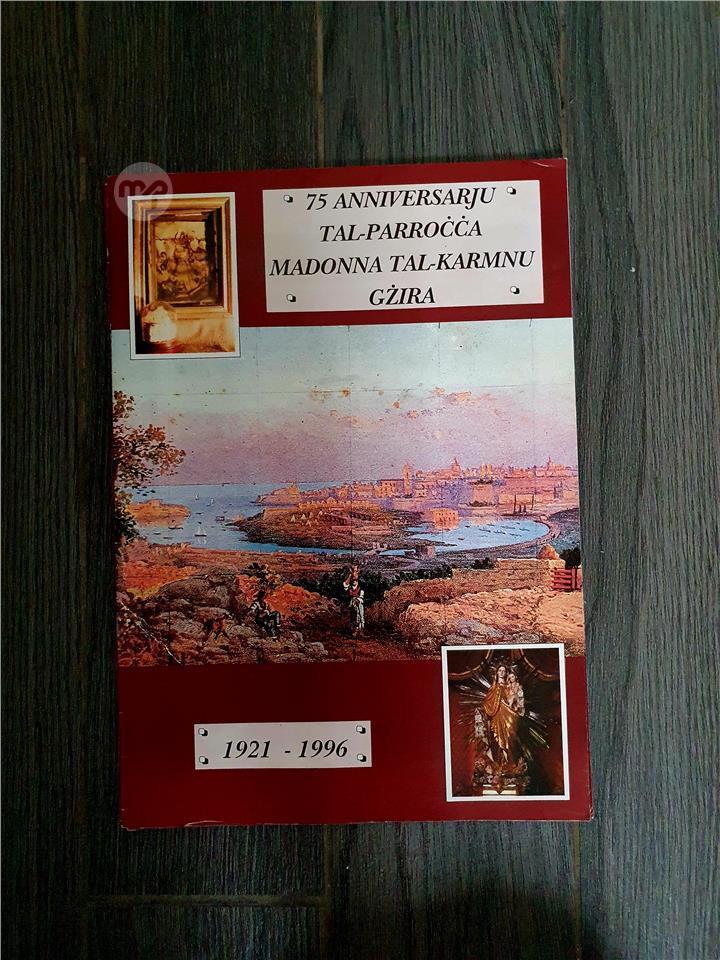 75 ANNIVERSARJU
TAL-PARROĊĊA
MADONNA TAL-KARMNU
GŻIRA
1921 - 1996